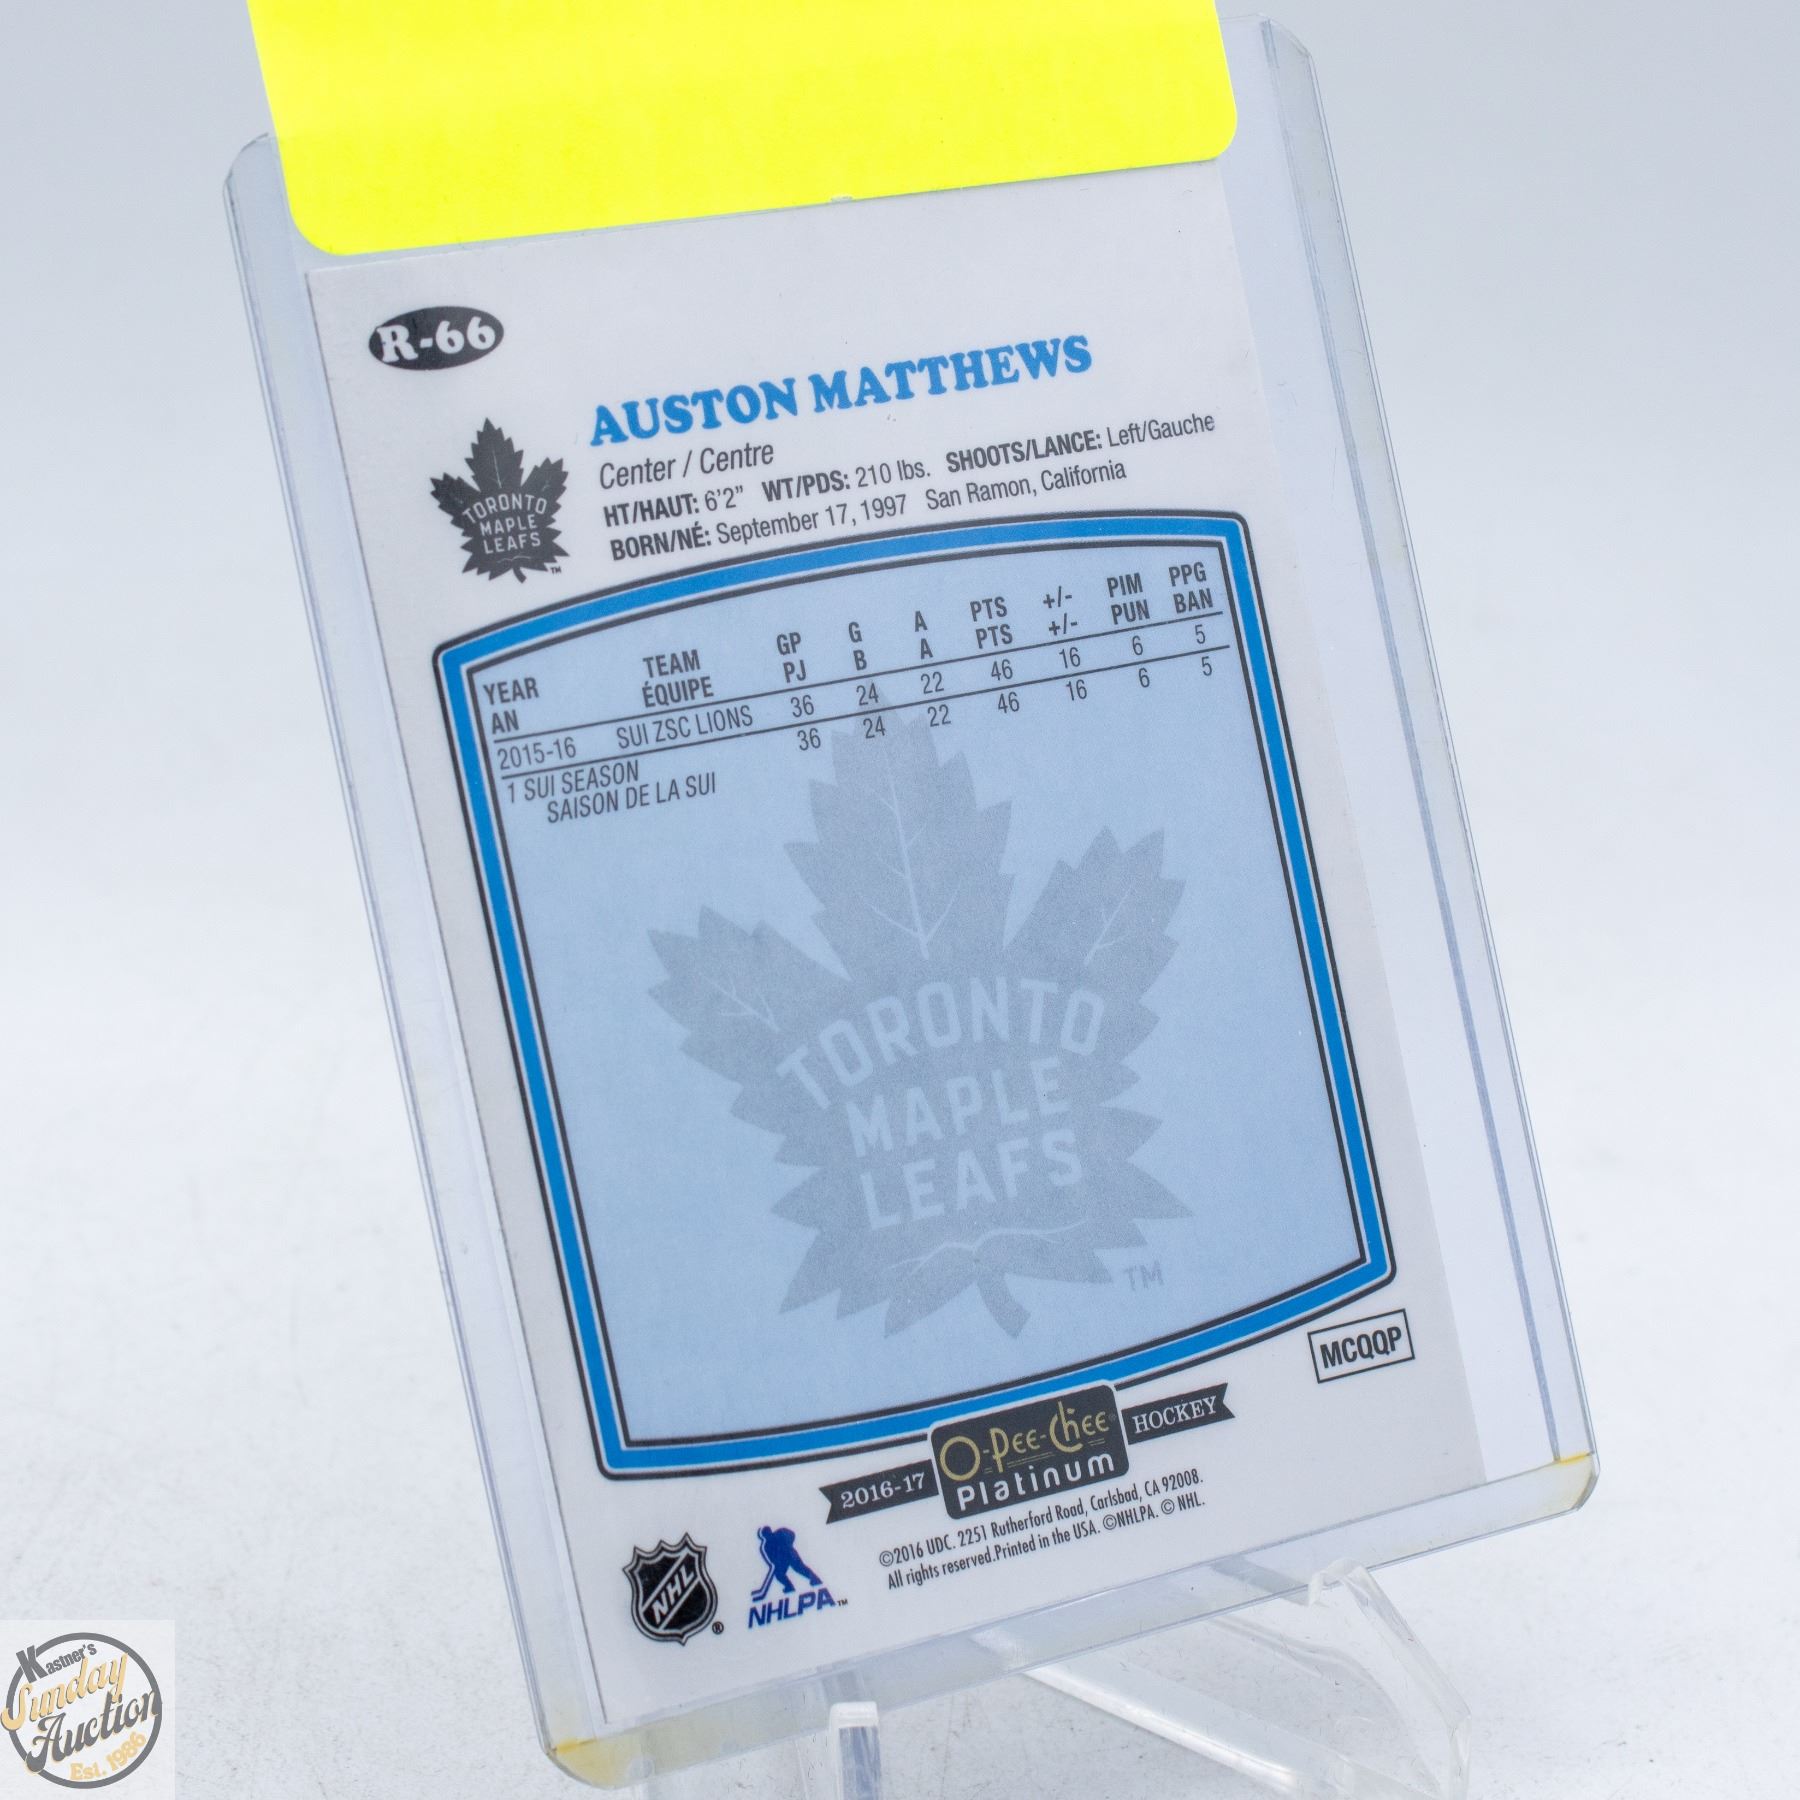 R-66
AUSTON MATTHEWS
Center / Centre
HT/HAUT: 6'2" WT/PDS: 210 lbs. SHOOTS/LANCE: Left/Gauche
BORN/NÉ: September 17, 1997 San Ramon, California
TORONTO
MAPLE
LEAFS
TM
YEAR TEAM GP G A PTS +/- PIM PPG
AN ÉQUIPE PJ B A PTS +/- PUN BAN
2015-16 SUI ZSC LIONS 36 24 22 46 16 6 5
1 SUI SEASON 36 24 22 46 16 6 5
SAISON DE LA SUI
TORONTO
MAPLE
LEAFS
TM
MCQQP
2016-17 O-Pee-Chee Platinum HOCKEY
©2016 UDC. 2251 Rutherford Road, Carlsbad, CA 92008.
All rights reserved.Printed in the USA. ©NHLPA. © NHL.
NHL ®
NHLPA™
Kastner's
Sunday
Auction
Est. 1986